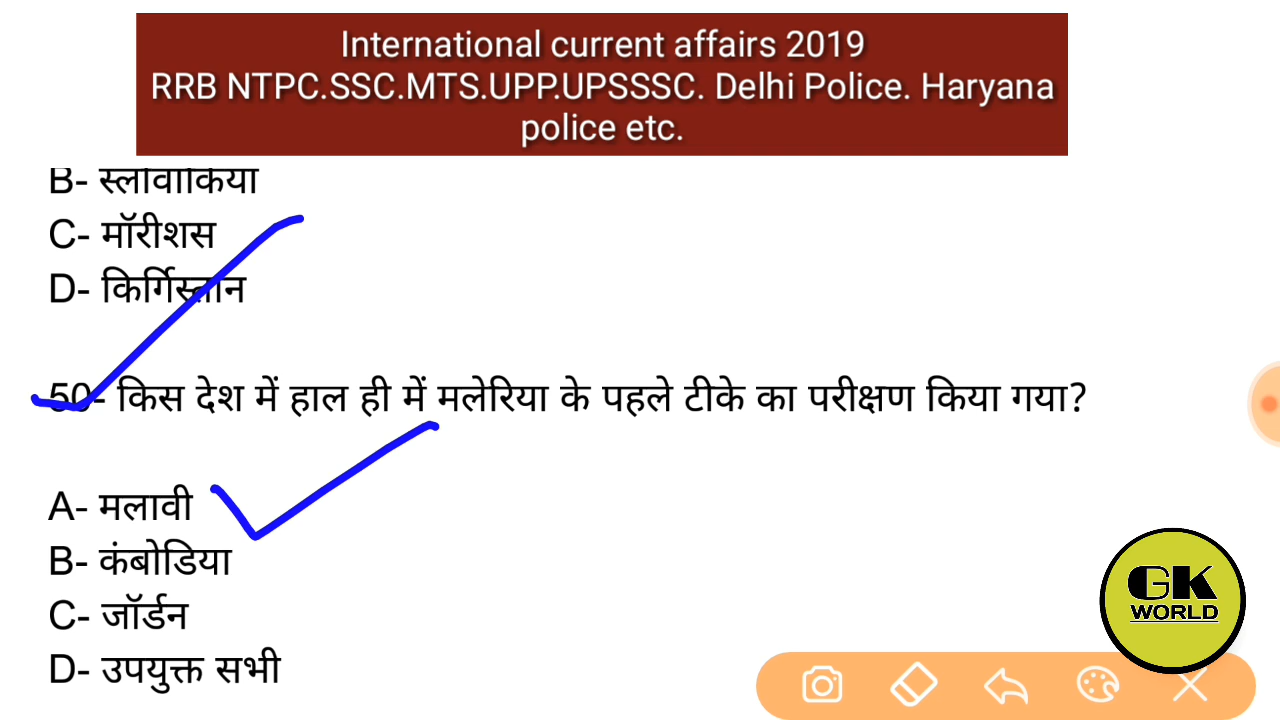 International current affairs 2019
RRB NTPC.SSC.MTS.UPP.UPSSSC. Delhi Police. Haryana
police etc.
B- स्लोवाकिया
C- मॉरीशस
D- किर्गिस्तान
50- किस देश में हाल ही में मलेरिया के पहले टीके का परीक्षण किया गया?
A- मलावी
B- कंबोडिया
C- जॉर्डन
D- उपयुक्त सभी
GK
WORLD